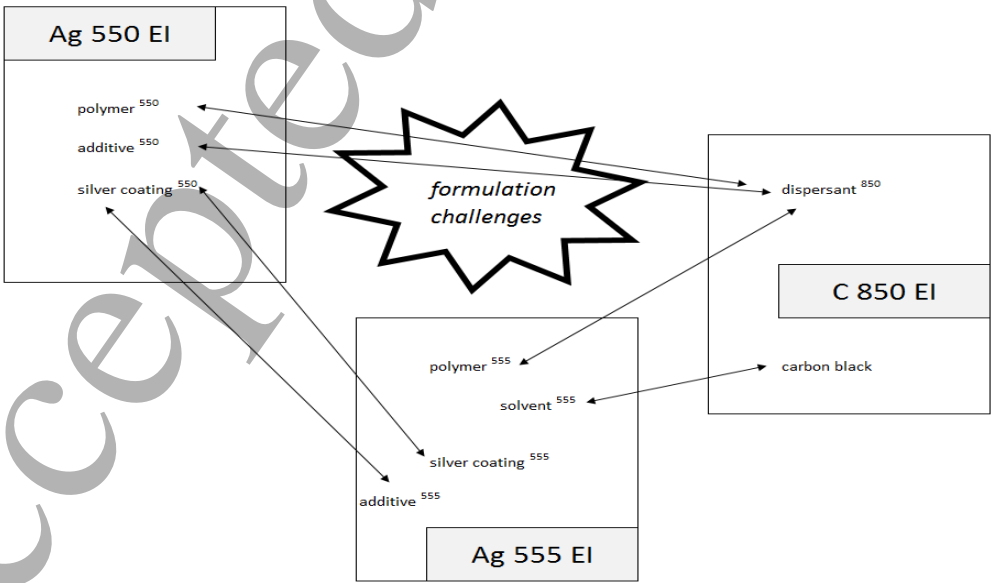 Ag 550 EI
polymer 550
additive 550
silver coating 550
formulation
challenges
dispersant 850
C 850 EI
carbon black
polymer 555
solvent 555
silver coating 555
additive 555
Ag 555 EI
ccepted